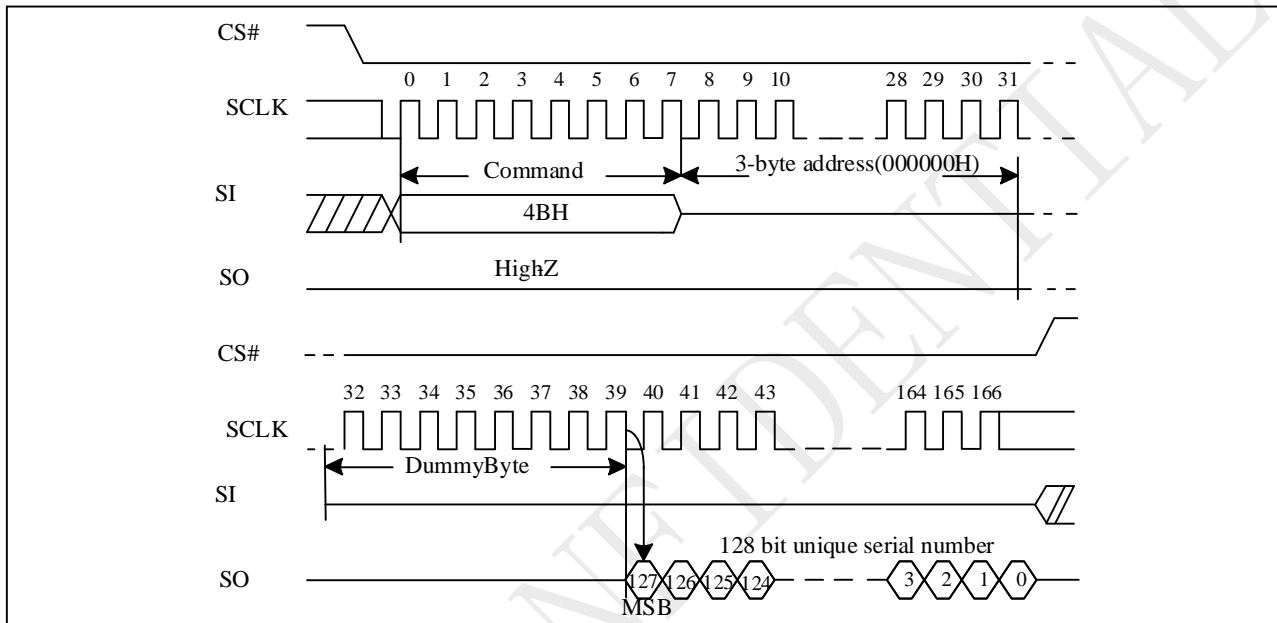 CS#
0 1 2 3 4 5 6 7 8 9 10 28 29 30 31
SCLK
Command 3-byte address(000000H)
SI
4BH
High-Z
SO
CS#
32 33 34 35 36 37 38 39 40 41 42 43 164 165 166
SCLK
DummyByte
SI
128 bit unique serial number
SO 127 126 125 124 3 2 1 0
MSB